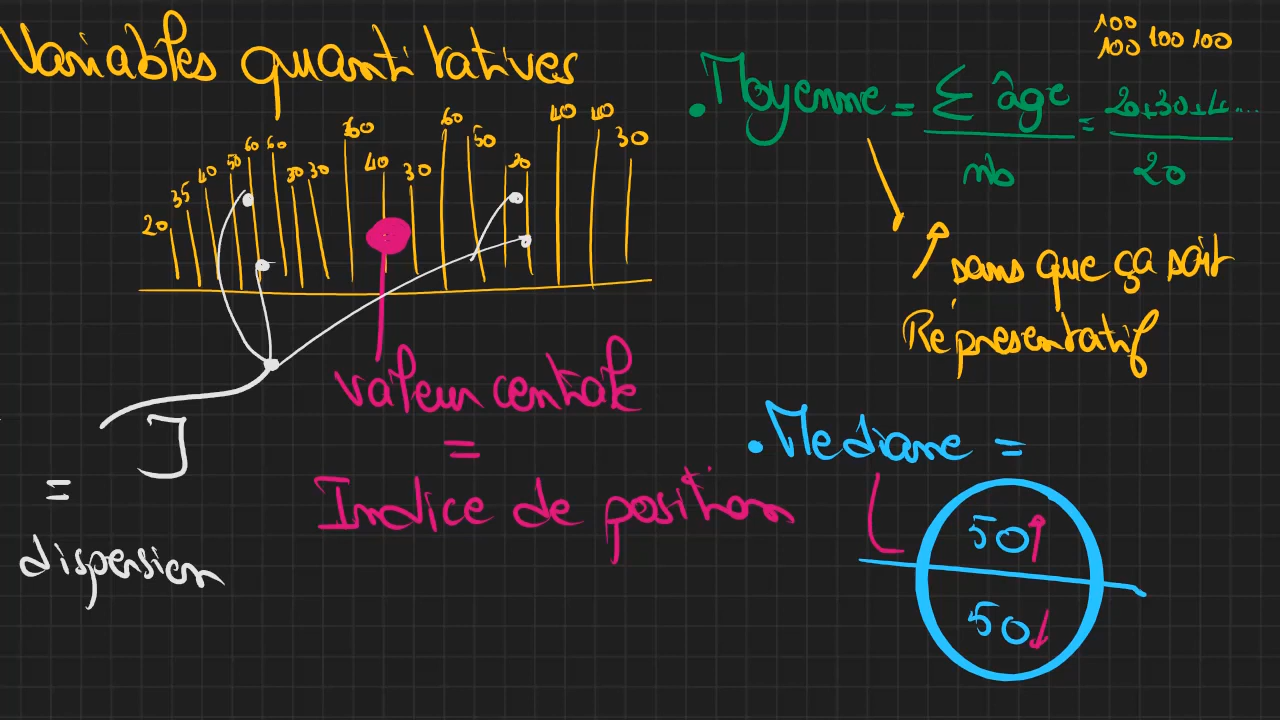 Variables quantitatives
20 35 40 50 60 60 30 30 60 40 30 60 50 20 40 40 30
valeur centrale
=
Indice de position
=
dispersion
100
100 100 100
• Moyenne = Σ âge / nb = 20+30+4.... / 20
↑ sans que ça soit
Représentatif
• Mediane =
50↑
50↓